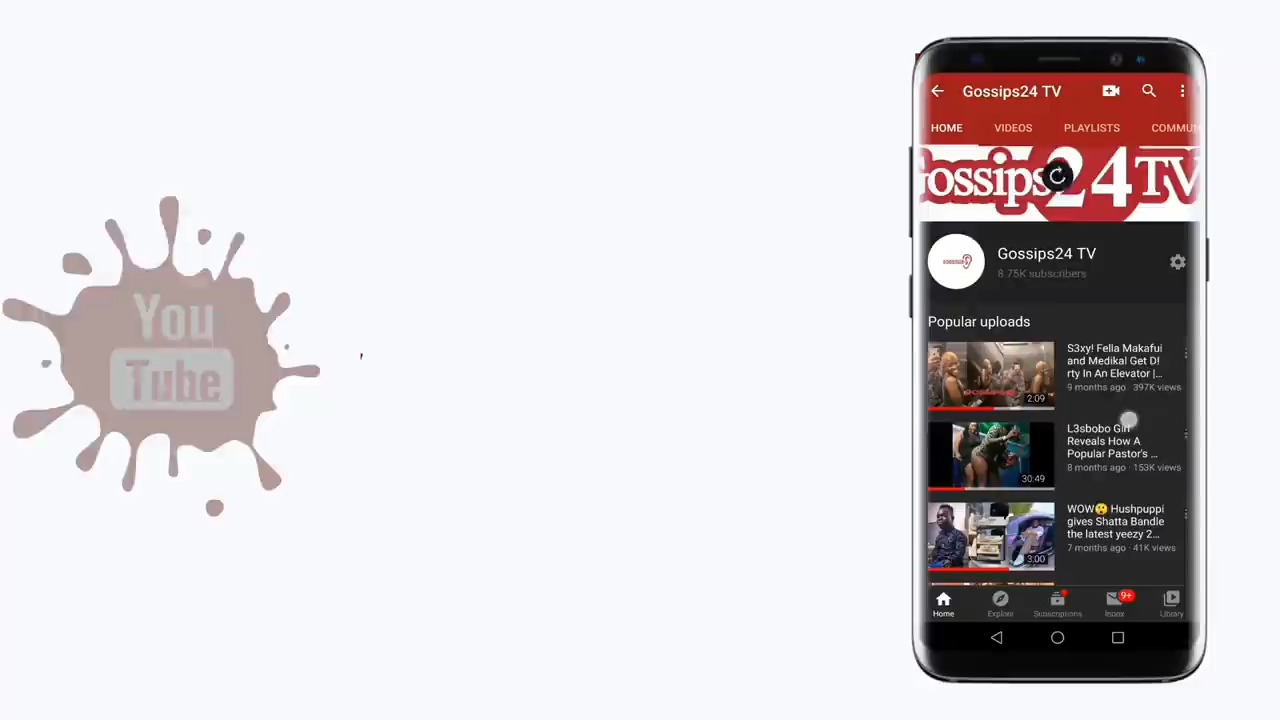 You
Tube
Gossips24 TV
HOME VIDEOS PLAYLISTS COMMUN
Gossips24TV
Gossips24 TV
8.75K subscribers
Popular uploads
S3xy! Fella Makafui
and Medikal Get D!
rty In An Elevator |...
9 months ago · 397K views
2:09
L3sbobo Girl
Reveals How A
Popular Pastor's ...
8 months ago · 153K views
30:49
WOW😲 Hushpuppi
gives Shatta Bandle
the latest yeezy 2...
7 months ago · 41K views
3:00
9+
Home Explore Subscriptions Inbox Library